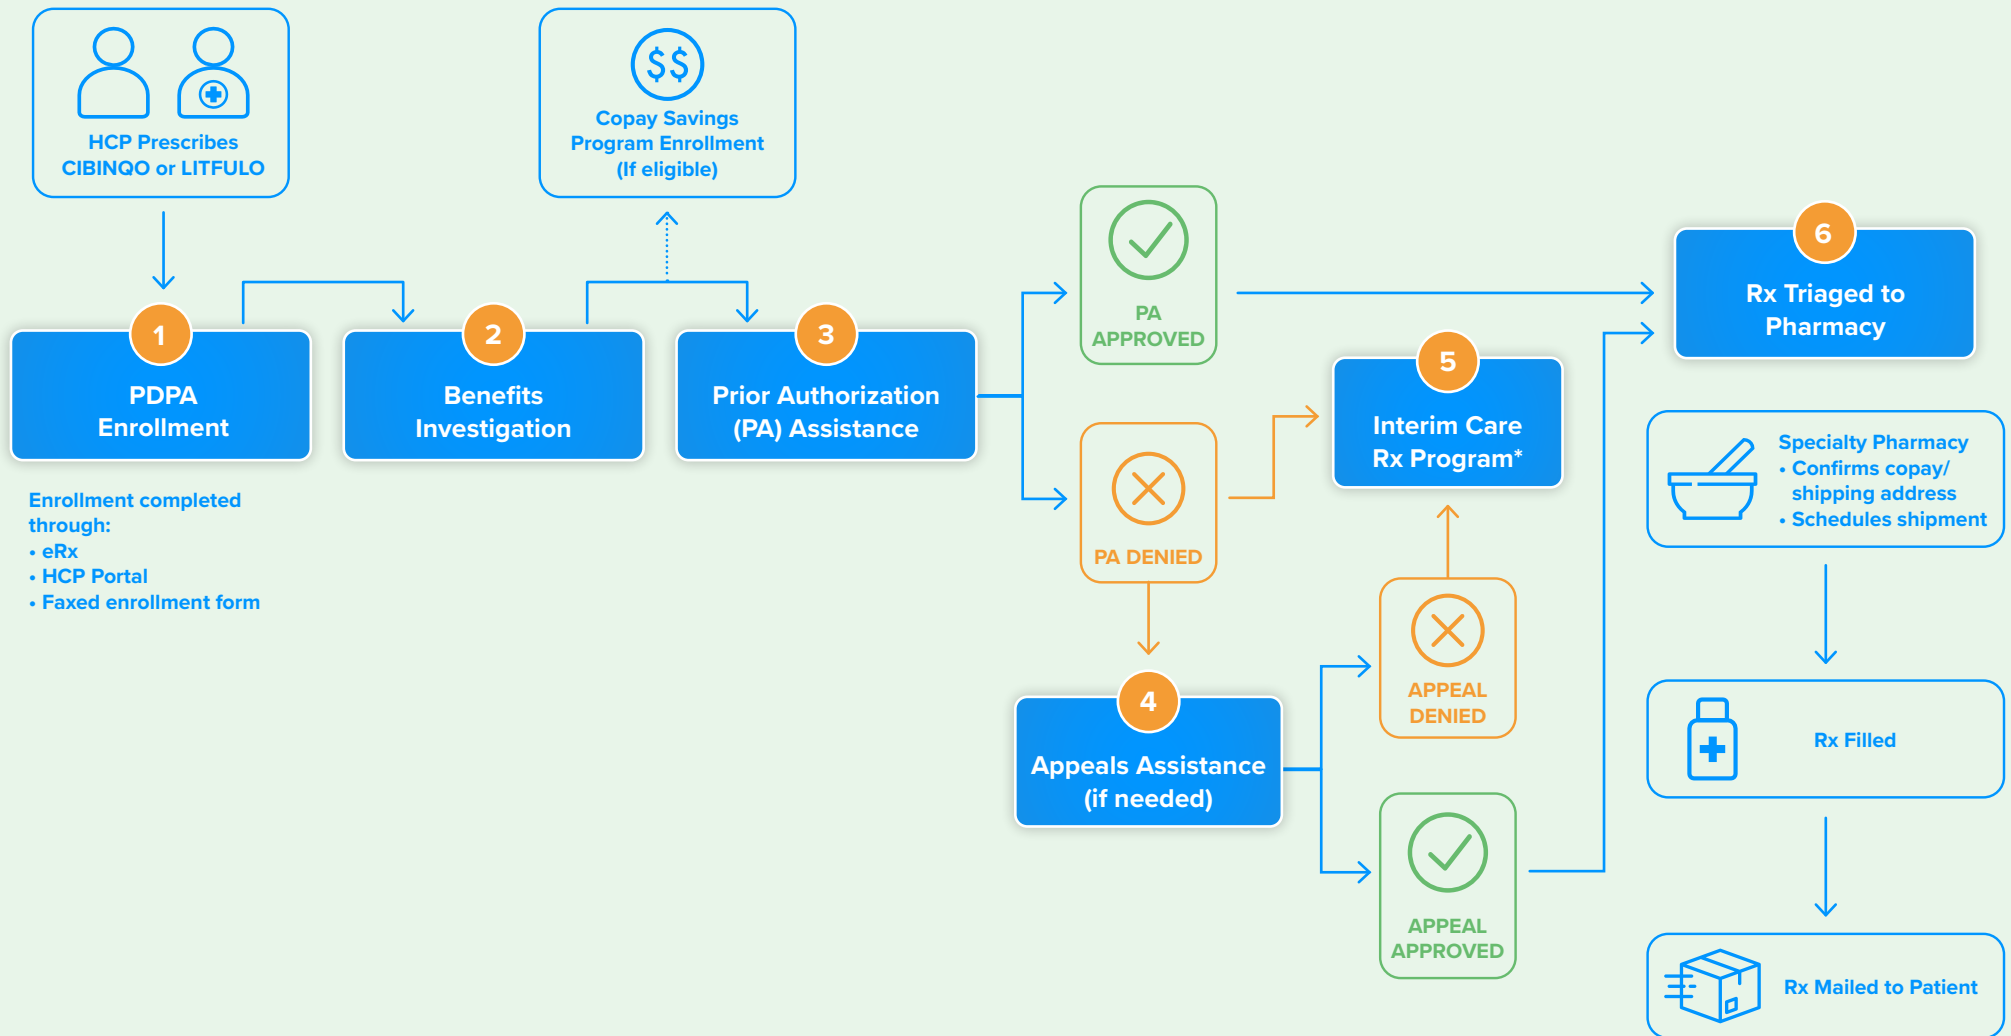 HCP Prescribes
CIBINQO or LITFULO
$$
Copay Savings
Program Enrollment
(If eligible)
1
PDPA
Enrollment
Enrollment completed
through:
• eRx
• HCP Portal
• Faxed enrollment form
2
Benefits
Investigation
3
Prior Authorization
(PA) Assistance
PA
APPROVED
PA DENIED
4
Appeals Assistance
(if needed)
5
Interim Care
Rx Program*
APPEAL
DENIED
APPEAL
APPROVED
6
Rx Triaged to
Pharmacy
Specialty Pharmacy
• Confirms copay/
shipping address
• Schedules shipment
Rx Filled
Rx Mailed to Patient